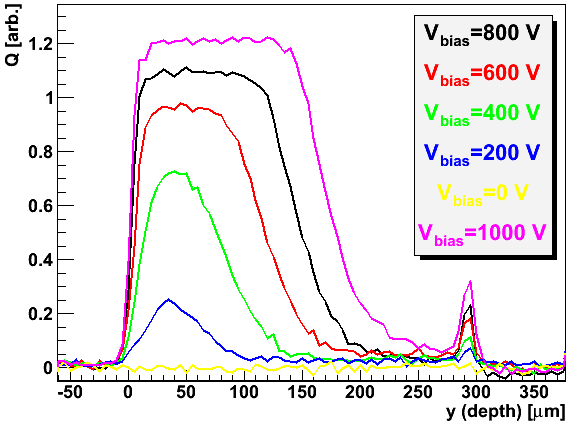 Q [arb.]
1.2
1
0.8
0.6
0.4
0.2
0
-50 0 50 100 150 200 250 300 350
y (depth) [μm]
V_bias=800 V
V_bias=600 V
V_bias=400 V
V_bias=200 V
V_bias=0 V
V_bias=1000 V